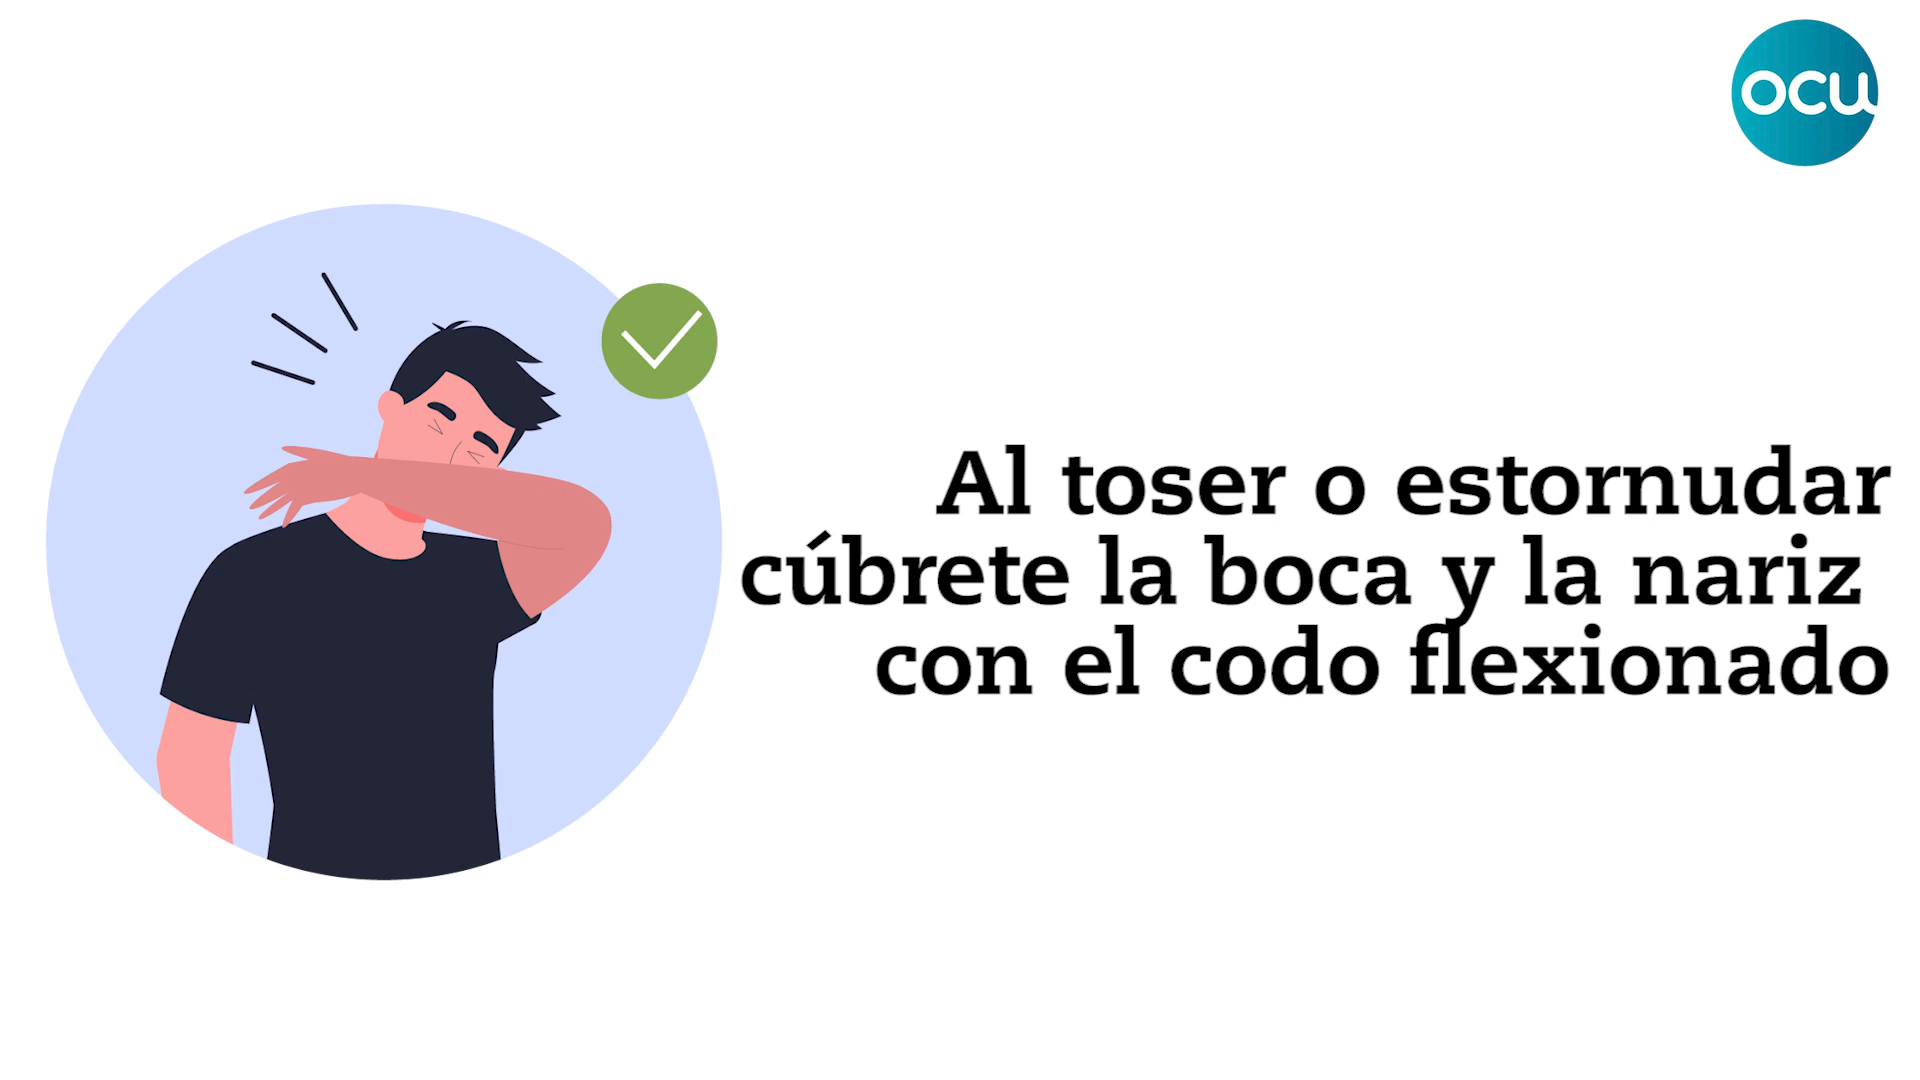 ocu
Al toser o estornudar
cúbrete la boca y la nariz
con el codo flexionado